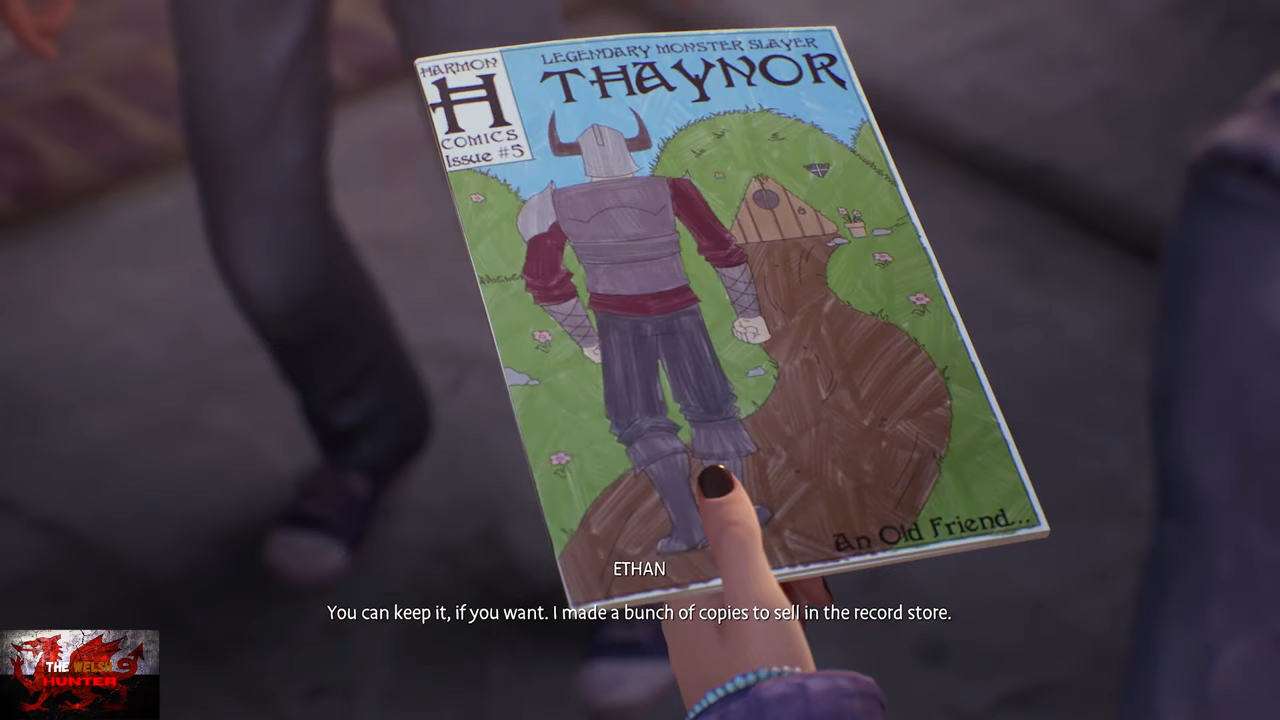 HARMON
H
COMICS
Issue #5
LEGENDARY MONSTER SLAYER
THAYNOR
An Old Friend...
ETHAN
You can keep it, if you want. I made a bunch of copies to sell in the record store.
THE WELSH
HUNTER